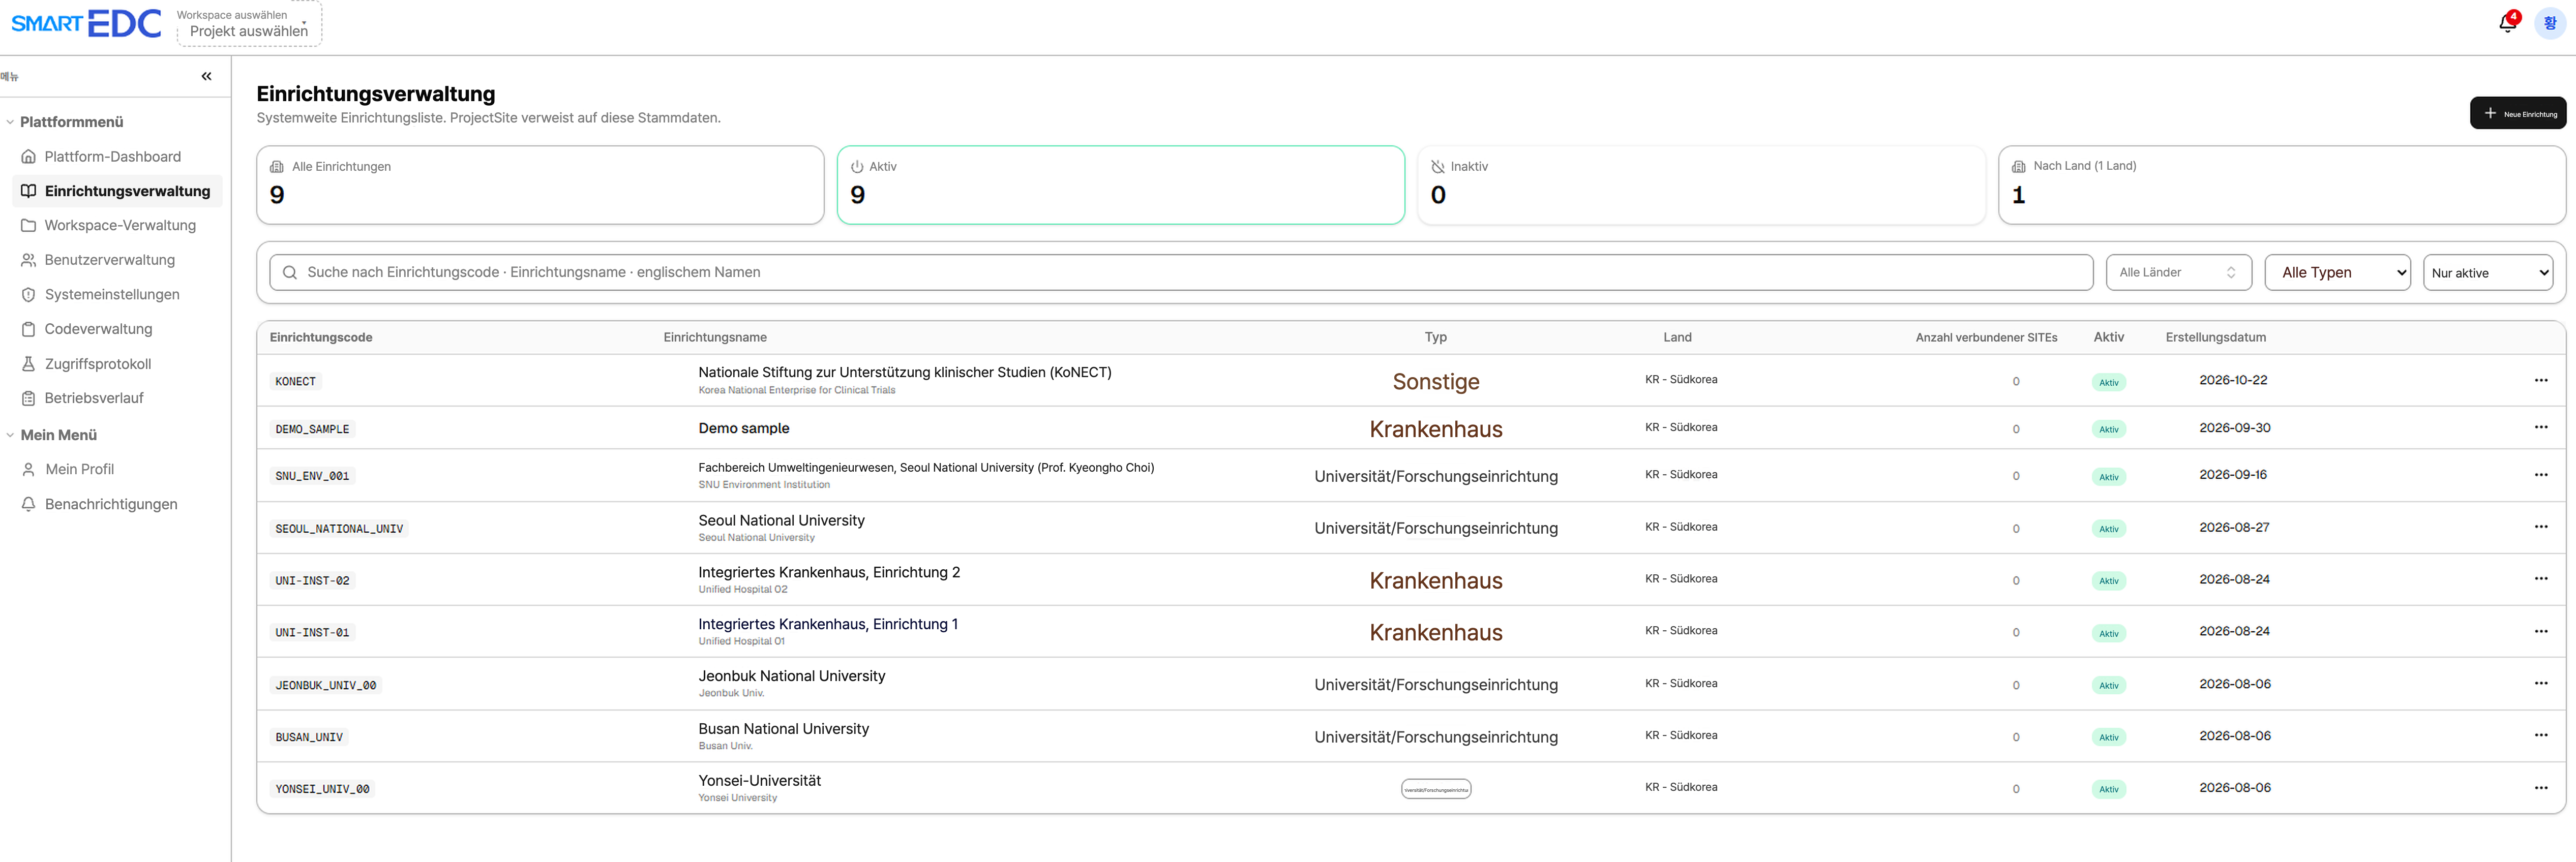 SMART EDC
Workspace auswählen
Projekt auswählen
4
황
메뉴
Plattformmenü
Plattform-Dashboard
Einrichtungsverwaltung
Workspace-Verwaltung
Benutzerverwaltung
Systemeinstellungen
Codeverwaltung
Zugriffsprotokoll
Betriebsverlauf
Mein Menü
Mein Profil
Benachrichtigungen
Einrichtungsverwaltung
Systemweite Einrichtungsliste. ProjectSite verweist auf diese Stammdaten.
Neue Einrichtung
Alle Einrichtungen
9
Aktiv
9
Inaktiv
0
Nach Land (1 Land)
1
Suche nach Einrichtungscode · Einrichtungsname · englischem Namen
Alle Länder
Alle Typen
Nur aktive
Einrichtungscode Einrichtungsname Typ Land Anzahl verbundener SITEs Aktiv Erstellungsdatum
KONECT Nationale Stiftung zur Unterstützung klinischer Studien (KoNECT) Sonstige KR - Südkorea 0 Aktiv 2026-10-22
Korea National Enterprise for Clinical Trials
DEMO_SAMPLE Demo sample Krankenhaus KR - Südkorea 0 Aktiv 2026-09-30
SNU_ENV_001 Fachbereich Umweltingenieurwesen, Seoul National University (Prof. Kyeongho Choi) Universität/Forschungseinrichtung KR - Südkorea 0 Aktiv 2026-09-16
SNU Environment Institution
SEOUL_NATIONAL_UNIV Seoul National University Universität/Forschungseinrichtung KR - Südkorea 0 Aktiv 2026-08-27
Seoul National University
UNI-INST-02 Integriertes Krankenhaus, Einrichtung 2 Krankenhaus KR - Südkorea 0 Aktiv 2026-08-24
Unified Hospital 02
UNI-INST-01 Integriertes Krankenhaus, Einrichtung 1 Krankenhaus KR - Südkorea 0 Aktiv 2026-08-24
Unified Hospital 01
JEONBUK_UNIV_00 Jeonbuk National University Universität/Forschungseinrichtung KR - Südkorea 0 Aktiv 2026-08-06
Jeonbuk Univ.
BUSAN_UNIV Busan National University Universität/Forschungseinrichtung KR - Südkorea 0 Aktiv 2026-08-06
Busan Univ.
YONSEI_UNIV_00 Yonsei-Universität KR - Südkorea 0 Aktiv 2026-08-06
Yonsei University